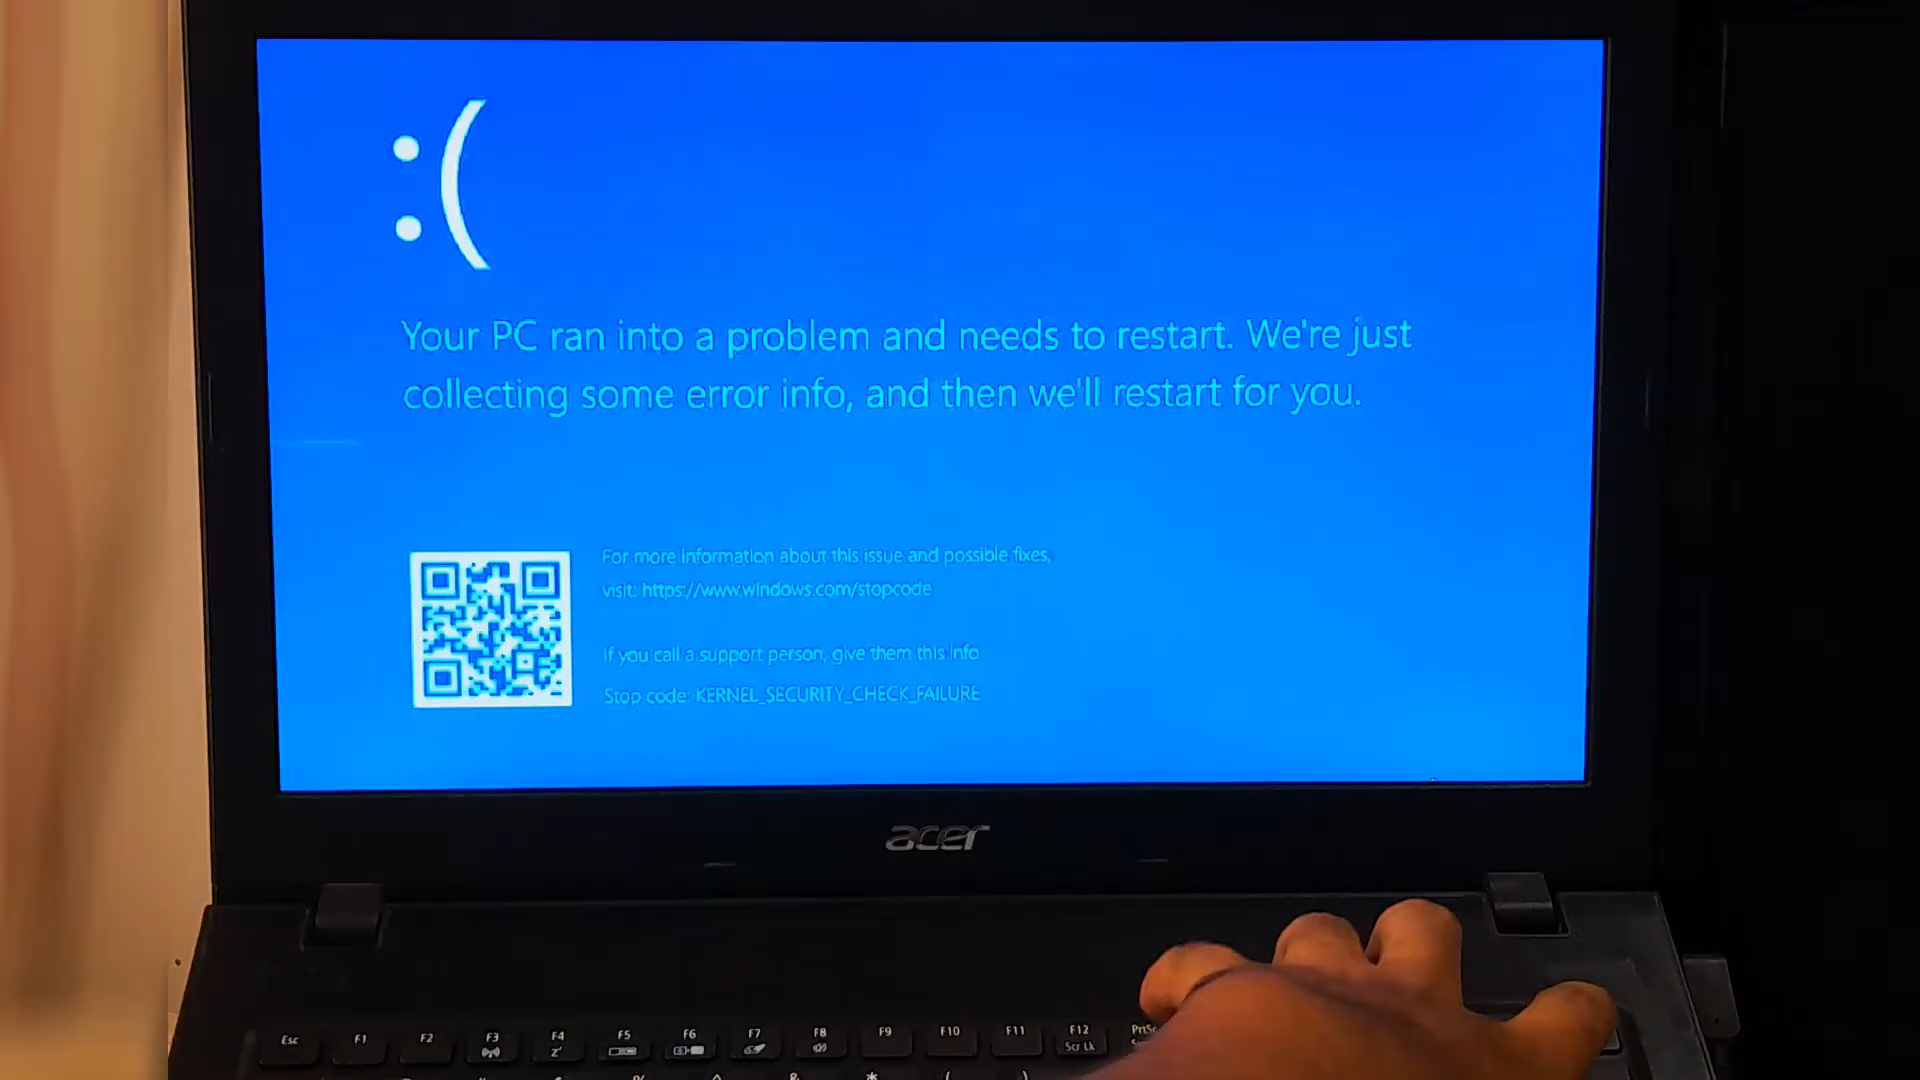 :(
Your PC ran into a problem and needs to restart. We're just
collecting some error info, and then we'll restart for you.
For more information about this issue and possible fixes,
visit: https://www.windows.com/stopcode
If you call a support person, give them this info
Stop code: KERNEL_SECURITY_CHECK_FAILURE
acer
Esc F1 F2 F3 F4 F5 F6 F7 F8 F9 F10 F11 F12 PrtSc
Scr Lk